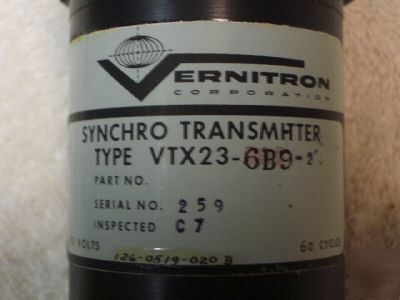 VERNITRON
CORPORATION
SYNCHRO TRANSMITTER
TYPE VTX23-6B9-2
PART NO.
SERIAL NO. 259
INSPECTED C7
VOLTS 60 CYCLES
126-0519-020 B